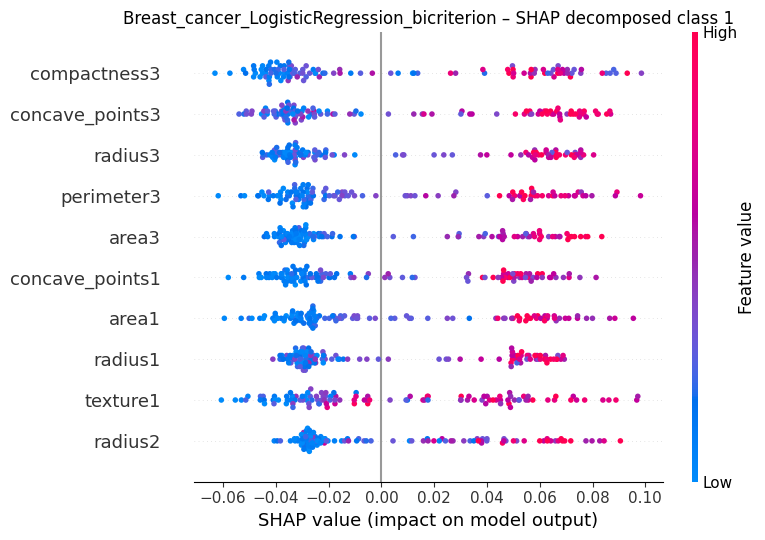 Breast_cancer_LogisticRegression_bicriterion – SHAP decomposed class 1
High
compactness3
concave_points3
radius3
perimeter3
area3
concave_points1
area1
radius1
texture1
radius2
Feature value
Low
−0.06 −0.04 −0.02 0.00 0.02 0.04 0.06 0.08 0.10
SHAP value (impact on model output)